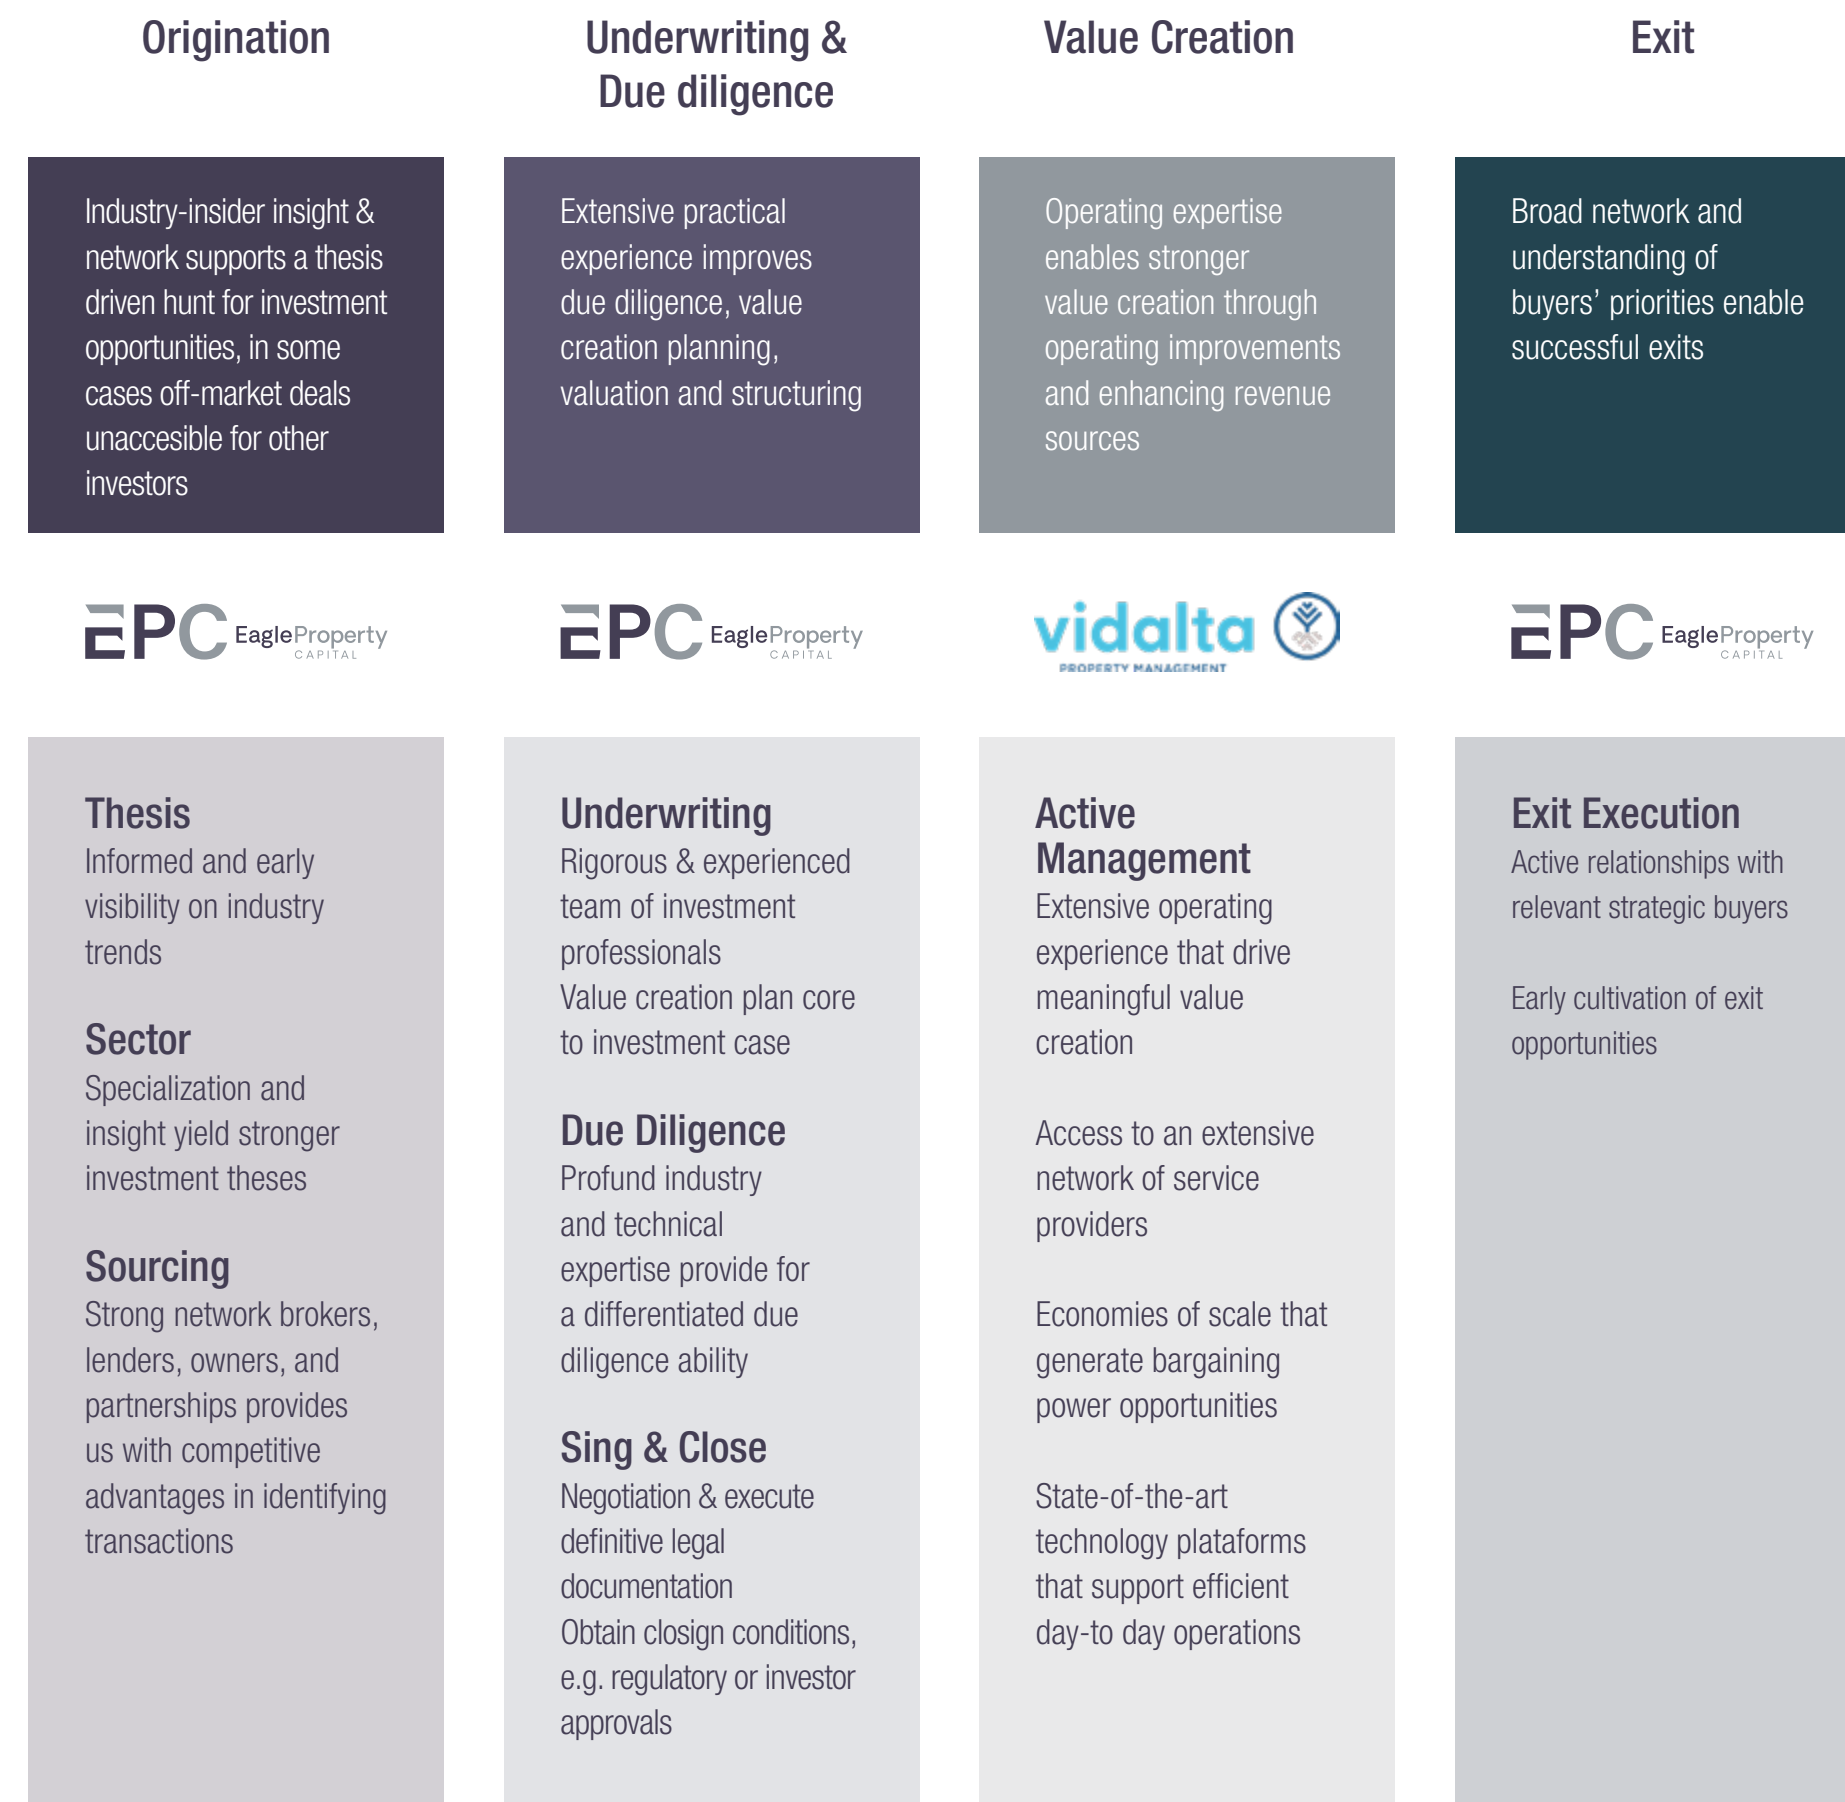 Origination
Industry-insider insight &
network supports a thesis
driven hunt for investment
opportunities, in some
cases off-market deals
unaccesible for other
investors
EPC EagleProperty
CAPITAL
Thesis
Informed and early
visibility on industry
trends
Sector
Specialization and
insight yield stronger
investment theses
Sourcing
Strong network brokers,
lenders, owners, and
partnerships provides
us with competitive
advantages in identifying
transactions
Underwriting &
Due diligence
Extensive practical
experience improves
due diligence, value
creation planning,
valuation and structuring
EPC EagleProperty
CAPITAL
Underwriting
Rigorous & experienced
team of investment
professionals
Value creation plan core
to investment case
Due Diligence
Profund industry
and technical
expertise provide for
a differentiated due
diligence ability
Sing & Close
Negotiation & execute
definitive legal
documentation
Obtain closign conditions,
e.g. regulatory or investor
approvals
Value Creation
Operating expertise
enables stronger
value creation through
operating improvements
and enhancing revenue
sources
vidalta
PROPERTY MANAGEMENT
Active
Management
Extensive operating
experience that drive
meaningful value
creation
Access to an extensive
network of service
providers
Economies of scale that
generate bargaining
power opportunities
State-of-the-art
technology plataforms
that support efficient
day-to day operations
Exit
Broad network and
understanding of
buyers’ priorities enable
successful exits
EPC EagleProperty
CAPITAL
Exit Execution
Active relationships with
relevant strategic buyers
Early cultivation of exit
opportunities